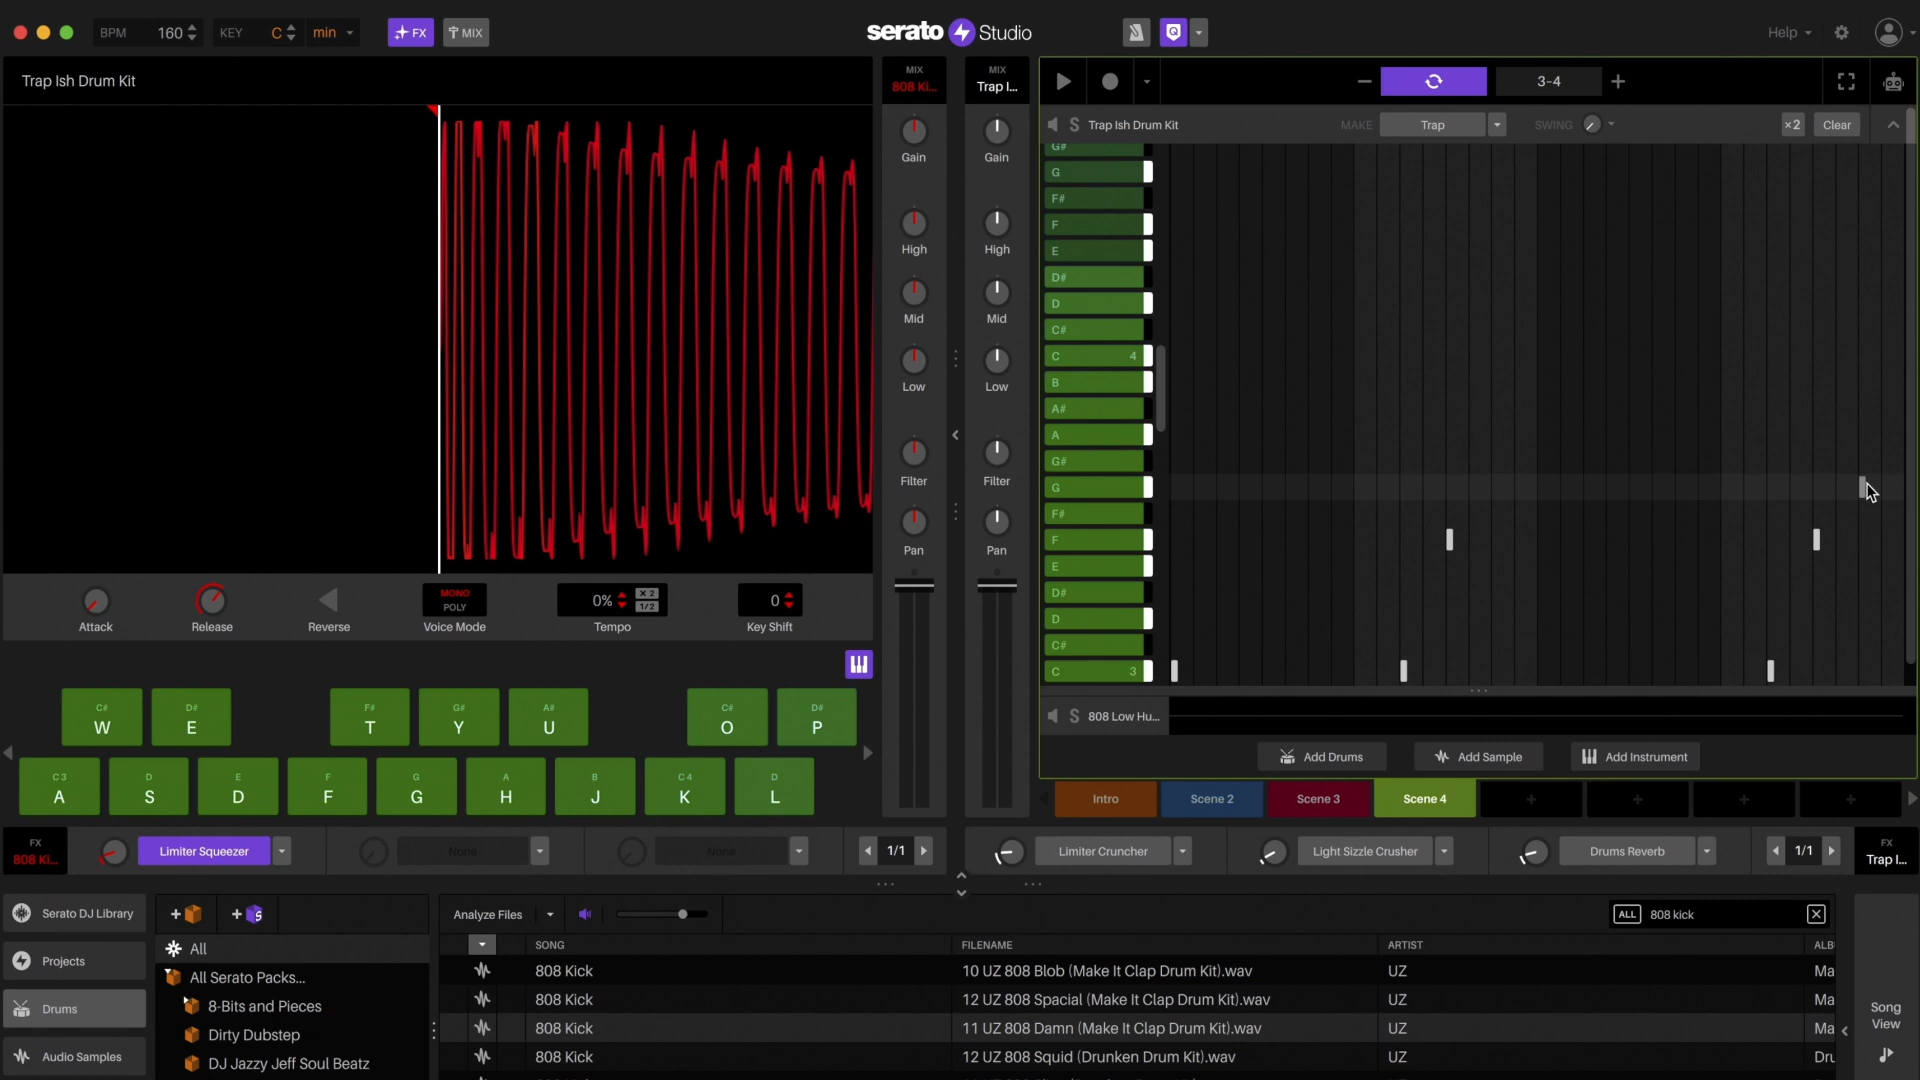 BPM 160 KEY C min FX MIX serato Studio Help
Trap Ish Drum Kit
MIX
808 Ki...
Gain
High
Mid
Low
Filter
Pan
MIX
Trap I...
Gain
High
Mid
Low
Filter
Pan
3-4
S Trap Ish Drum Kit MAKE Trap SWING ×2 Clear
G#
G
F#
F
E
D#
D
C#
C 4
B
A#
A
G#
G
F#
F
E
D#
D
C#
C 3
S 808 Low Hu...
Add Drums Add Sample Add Instrument
Intro Scene 2 Scene 3 Scene 4 + + + +
MONO
POLY
0% × 2
1/2
0
Attack Release Reverse Voice Mode Tempo Key Shift
C# D# F# G# A# C# D#
W E T Y U O P
C 3 D E F G A B C 4 D
A S D F G H J K L
FX
808 Ki...
Limiter Squeezer None None 1/1
Limiter Cruncher Light Sizzle Crusher Drums Reverb 1/1
FX
Trap I...
Serato DJ Library
Projects
Drums
Audio Samples
+ + S
All
All Serato Packs...
8-Bits and Pieces
Dirty Dubstep
DJ Jazzy Jeff Soul Beatz
Analyze Files ALL 808 kick
SONG FILENAME ARTIST ALB
808 Kick 10 UZ 808 Blob (Make It Clap Drum Kit).wav UZ Ma
808 Kick 12 UZ 808 Spacial (Make It Clap Drum Kit).wav UZ Ma
808 Kick 11 UZ 808 Damn (Make It Clap Drum Kit).wav UZ Ma
808 Kick 12 UZ 808 Squid (Drunken Drum Kit).wav UZ Dru
Song
View